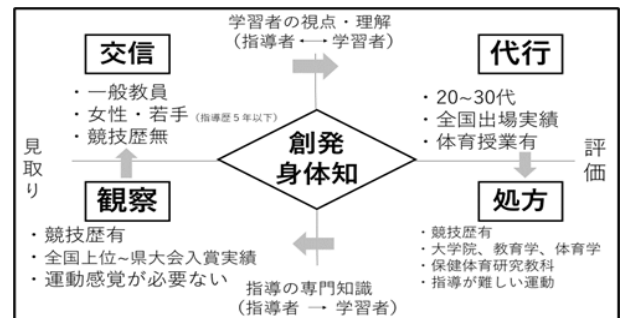 学習者の視点・理解
(指導者 ←→ 学習者)
交信
・一般教員
・女性・若手(指導歴5年以下)
・競技歴無
代行
・20~30代
・全国出場実績
・体育授業有
見取り
創発
身体知
評価
観察
・競技歴有
・全国上位~県大会入賞実績
・運動感覚が必要ない
処方
・競技歴有
・大学院、教育学、体育学
・保健体育研究教科
・指導が難しい運動
指導の専門知識
(指導者 → 学習者)